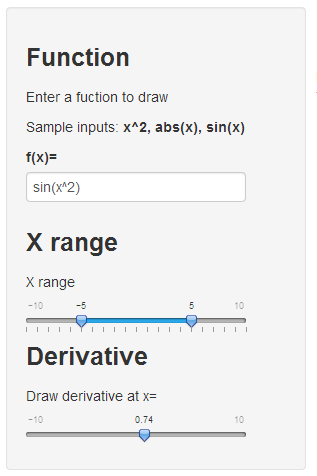 Function
Enter a fuction to draw
Sample inputs: x^2, abs(x), sin(x)
f(x)=
sin(x^2)
X range
X range
−10 −5 5 10
Derivative
Draw derivative at x=
−10 0.74 10